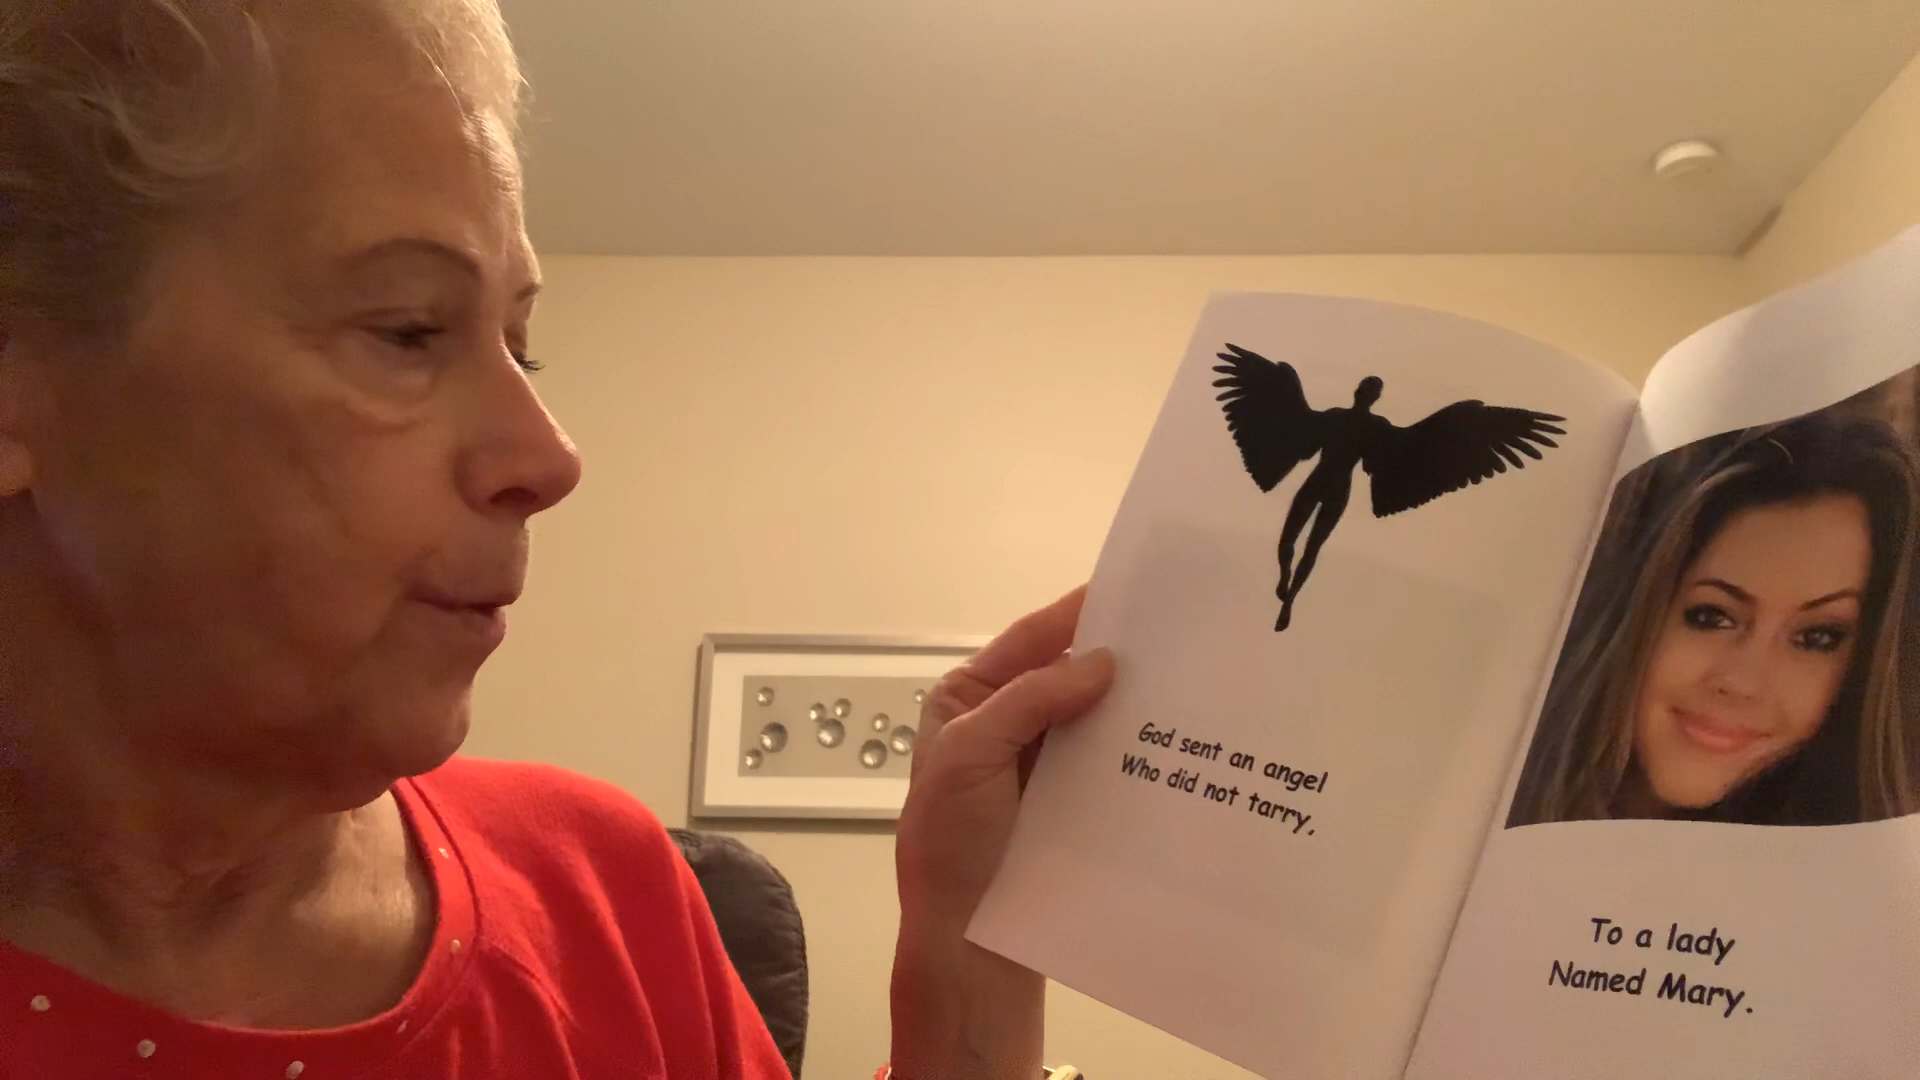 God sent an angel
Who did not tarry,
To a lady
Named Mary.